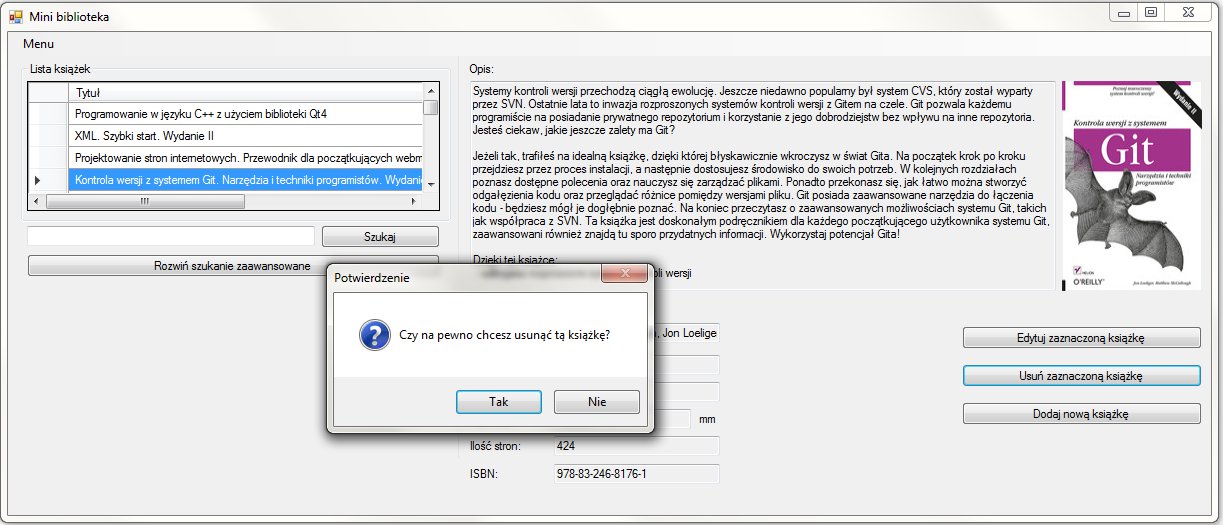 Mini biblioteka
Menu
Lista książek
Tytuł
Programowanie w języku C++ z użyciem biblioteki Qt4
XML. Szybki start. Wydanie II
Projektowanie stron internetowych. Przewodnik dla początkujących webm
Kontrola wersji z systemem Git. Narzędzia i techniki programistów. Wydani
Szukaj
Rozwiń szukanie zaawansowane
Opis:
Systemy kontroli wersji przechodzą ciągłą ewolucję. Jeszcze niedawno popularny był system CVS, który został wyparty
przez SVN. Ostatnie lata to inwazja rozproszonych systemów kontroli wersji z Gitem na czele. Git pozwala każdemu
programiście na posiadanie prywatnego repozytorium i korzystanie z jego dobrodziejstw bez wpływu na inne repozytoria.
Jesteś ciekaw, jakie jeszcze zalety ma Git?
Jeżeli tak, trafiłeś na idealną książkę, dzięki której błyskawicznie wkroczysz w świat Gita. Na początek krok po kroku
przejdziesz przez proces instalacji, a następnie dostosujesz środowisko do swoich potrzeb. W kolejnych rozdziałach
poznasz dostępne polecenia oraz nauczysz się zarządzać plikami. Ponadto przekonasz się, jak łatwo można stworzyć
odgałęzienia kodu oraz przeglądać różnice pomiędzy wersjami pliku. Git posiada zaawansowane narzędzia do łączenia
kodu - będziesz mógł je dogłębnie poznać. Na koniec przeczytasz o zaawansowanych możliwościach systemu Git, takich
jak współpraca z SVN. Ta książka jest doskonałym podręcznikiem dla każdego początkującego użytkownika systemu Git,
zaawansowani również znajdą tu sporo przydatnych informacji. Wykorzystaj potencjał Gita!
Dzięki tej książce:
oli wersji
Poznaj nowoczesny
system kontroli wersji!
Wydanie II
Kontrola wersji z systemem
Git
Narzędzia i techniki
programistów
HELION
O'REILLY
Jon Loeliger, Matthew McCullough
Potwierdzenie
Czy na pewno chcesz usunąć tą książkę?
Tak
Nie
, Jon Loelige
mm
Ilość stron:
424
ISBN:
978-83-246-8176-1
Edytuj zaznaczoną książkę
Usuń zaznaczoną książkę
Dodaj nową książkę